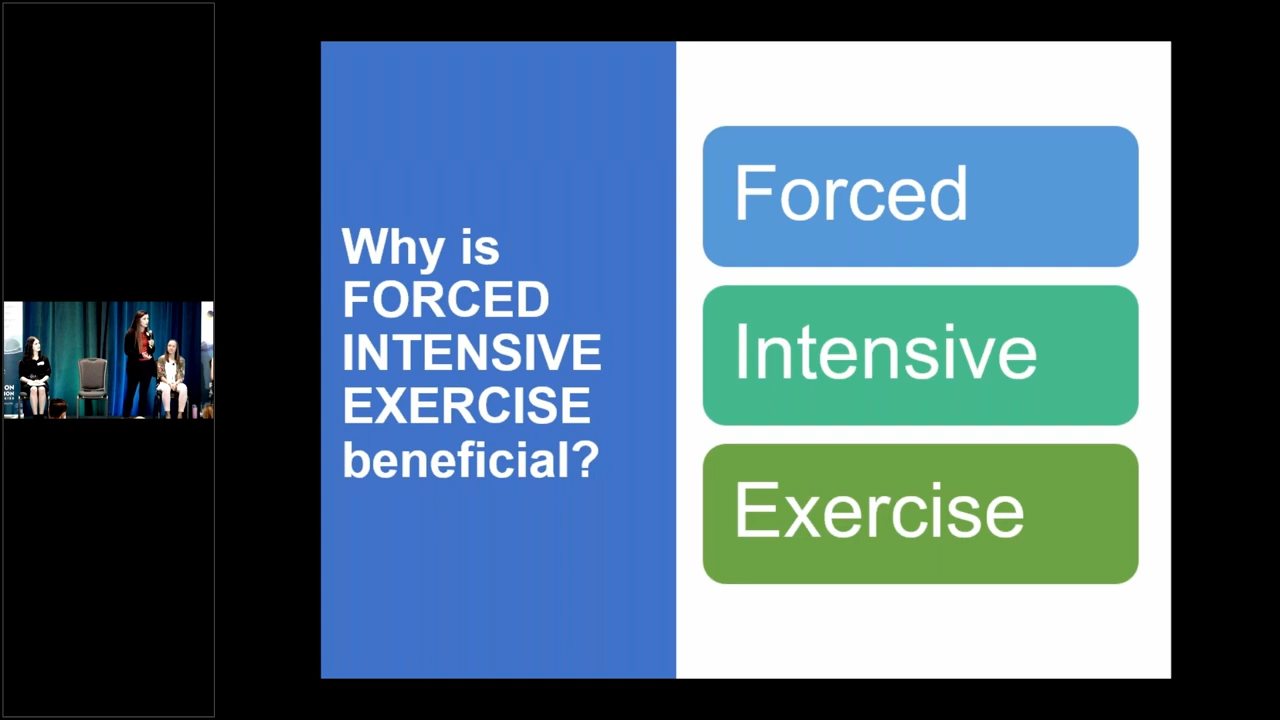 Why is
FORCED
INTENSIVE
EXERCISE
beneficial?
Forced
Intensive
Exercise